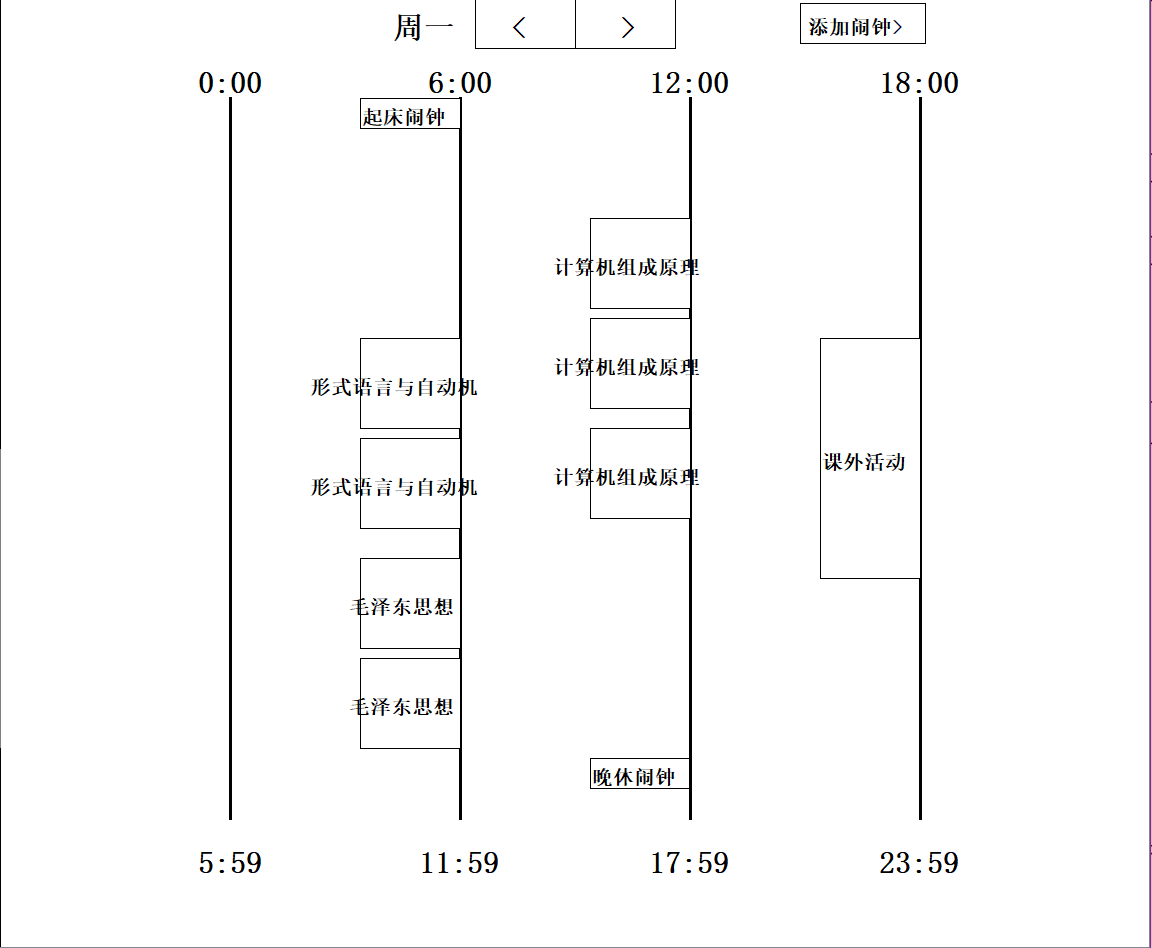 周一 < > 添加闹钟>
0:00 6:00 12:00 18:00
起床闹钟
计算机组成原理
计算机组成原理
形式语言与自动机
课外活动
计算机组成原理
形式语言与自动机
毛泽东思想
毛泽东思想
晚休闹钟
5:59 11:59 17:59 23:59